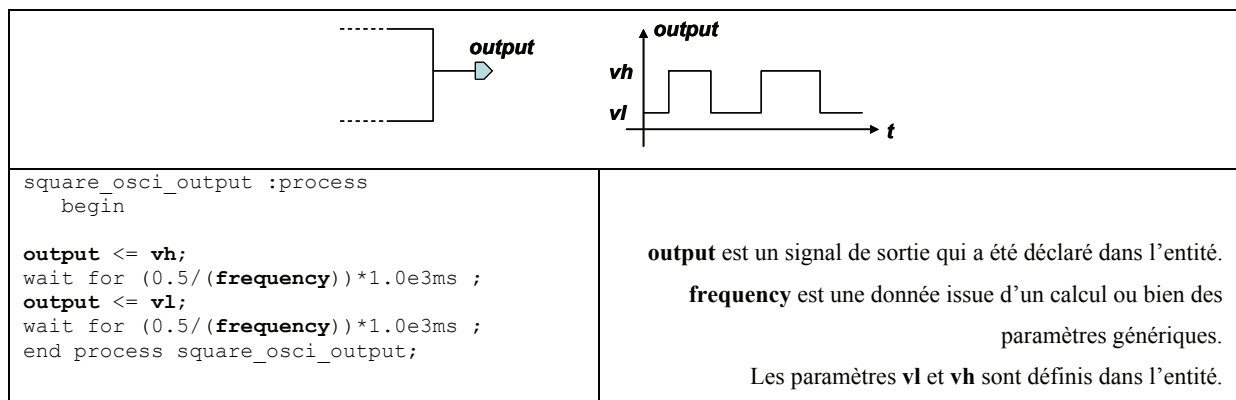 output
output
vh
vl
t
square_osci_output :process
begin
output <= vh;
wait for (0.5/(frequency))*1.0e3ms ;
output <= vl;
wait for (0.5/(frequency))*1.0e3ms ;
end process square_osci_output;
output est un signal de sortie qui a été déclaré dans l’entité.
frequency est une donnée issue d’un calcul ou bien des
paramètres génériques.
Les paramètres vl et vh sont définis dans l’entité.